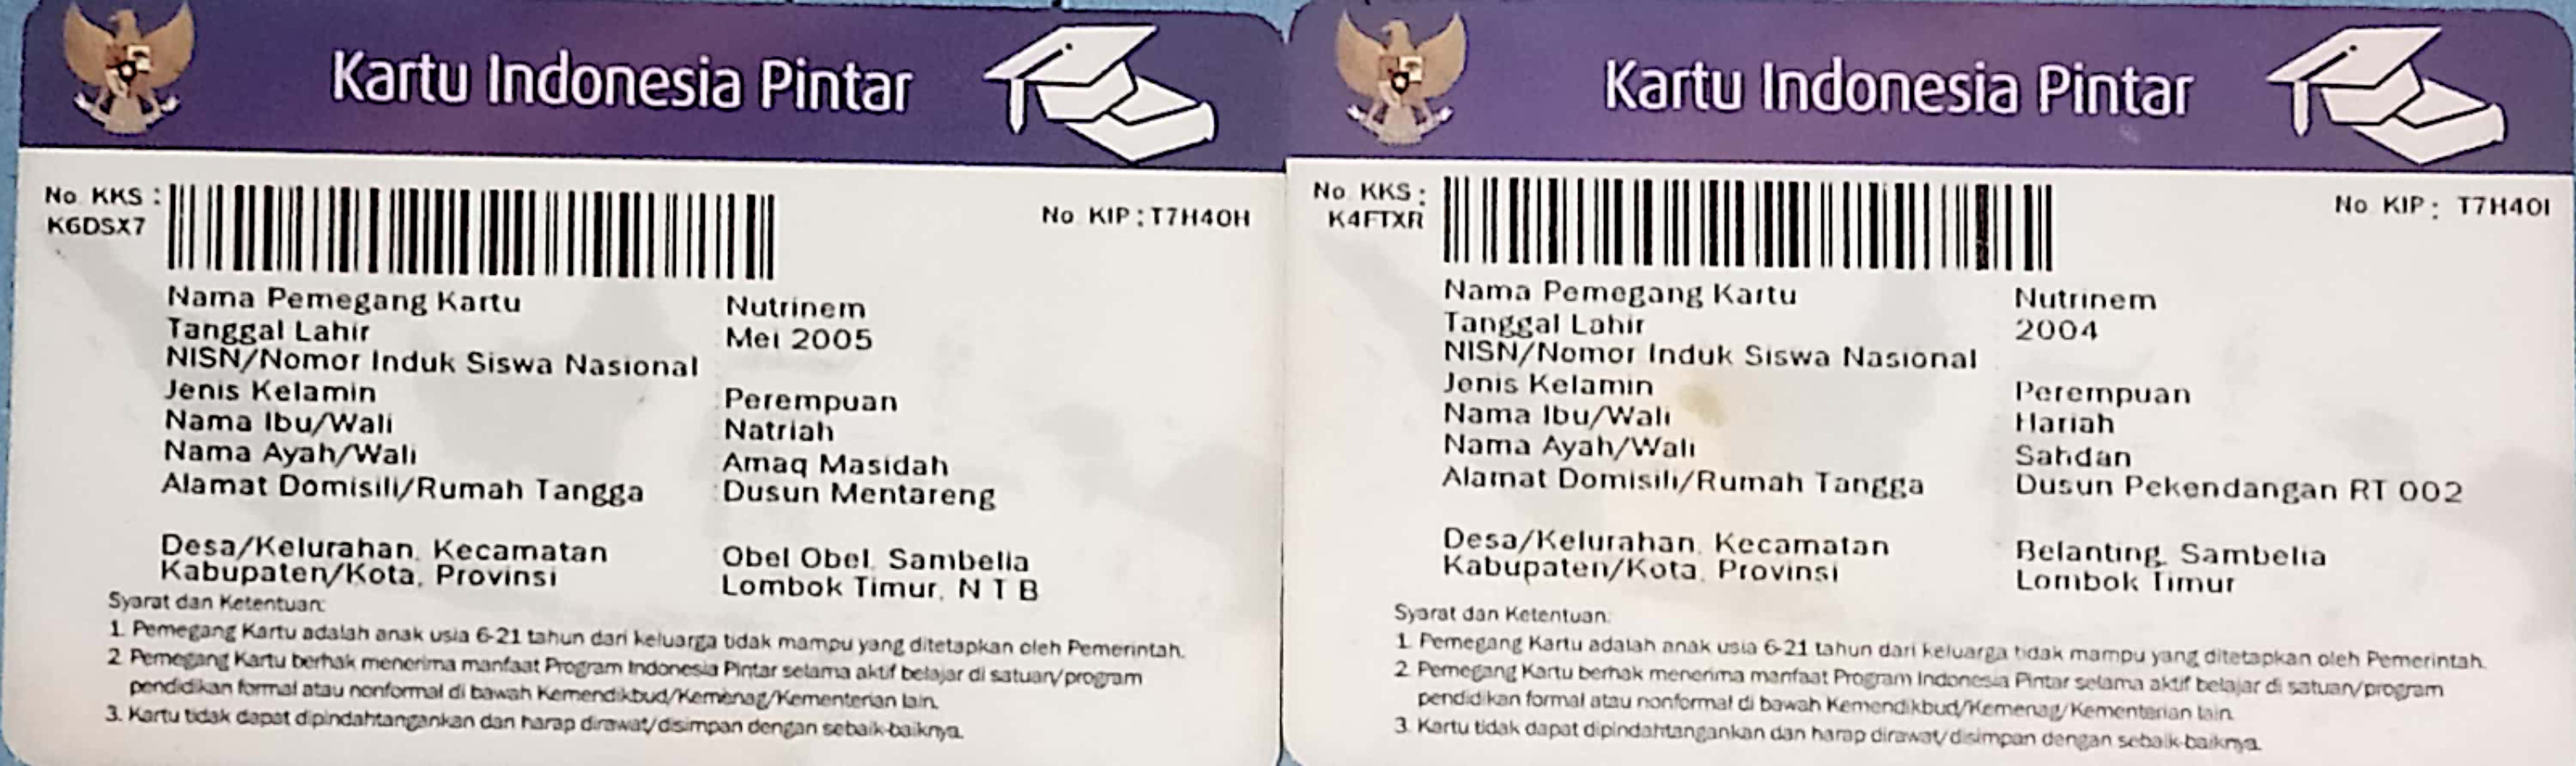 Kartu Indonesia Pintar
No KKS :
K6DSX7
No KIP : T7H4OH
Nama Pemegang Kartu Nutrinem
Tanggal Lahir Mei 2005
NISN/Nomor Induk Siswa Nasional
Jenis Kelamin : Perempuan
Nama Ibu/Wali : Natriah
Nama Ayah/Wali Amaq Masidah
Alamat Domisili/Rumah Tangga : Dusun Mentareng
Desa/Kelurahan, Kecamatan Obel Obel, Sambelia
Kabupaten/Kota, Provinsi Lombok Timur, N T B
Syarat dan Ketentuan:
1. Pemegang Kartu adalah anak usia 6-21 tahun dari keluarga tidak mampu yang ditetapkan oleh Pemerintah.
2. Pemegang Kartu berhak menerima manfaat Program Indonesia Pintar selama aktif belajar di satuan/program
pendidikan formal atau nonformal di bawah Kemendikbud/Kemenag/Kementerian lain.
3. Kartu tidak dapat dipindahtangankan dan harap dirawat/disimpan dengan sebaik-baiknya.
Kartu Indonesia Pintar
No KKS :
K4FTXR
No KIP : T7H4OI
Nama Pemegang Kartu Nutrinem
Tanggal Lahir 2004
NISN/Nomor Induk Siswa Nasional
Jenis Kelamin Perempuan
Nama Ibu/Wali Hariah
Nama Ayah/Wali Sahdan
Alamat Domisili/Rumah Tangga Dusun Pekendangan RT 002
Desa/Kelurahan, Kecamatan Belanting, Sambelia
Kabupaten/Kota, Provinsi Lombok Timur
Syarat dan Ketentuan:
1. Pemegang Kartu adalah anak usia 6-21 tahun dari keluarga tidak mampu yang ditetapkan oleh Pemerintah.
2. Pemegang Kartu berhak menerima manfaat Program Indonesia Pintar selama aktif belajar di satuan/program
pendidikan formal atau nonformal di bawah Kemendikbud/Kemenag/Kementerian lain.
3. Kartu tidak dapat dipindahtangankan dan harap dirawat/disimpan dengan sebaik-baiknya.